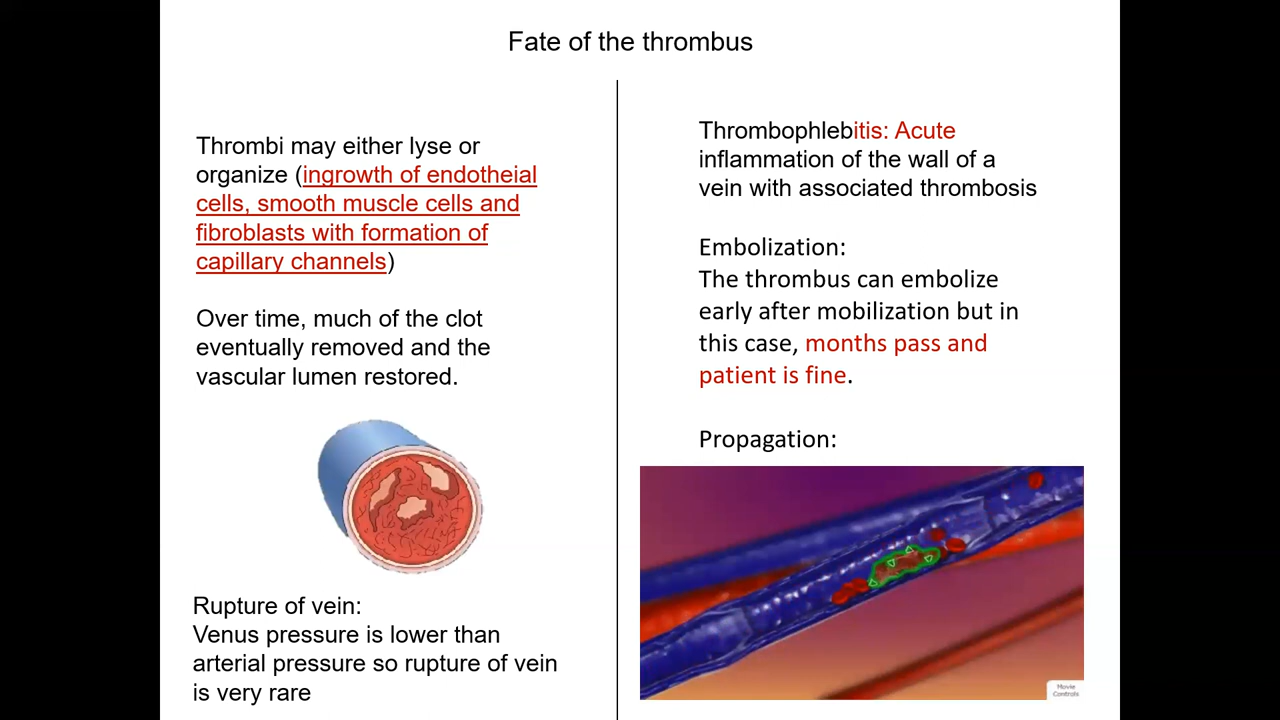 Fate of the thrombus
Thrombi may either lyse or
organize (ingrowth of endotheial
cells, smooth muscle cells and
fibroblasts with formation of
capillary channels)
Over time, much of the clot
eventually removed and the
vascular lumen restored.
Rupture of vein:
Venus pressure is lower than
arterial pressure so rupture of vein
is very rare
Thrombophlebitis: Acute
inflammation of the wall of a
vein with associated thrombosis
Embolization:
The thrombus can embolize
early after mobilization but in
this case, months pass and
patient is fine.
Propagation:
Movie
Controls